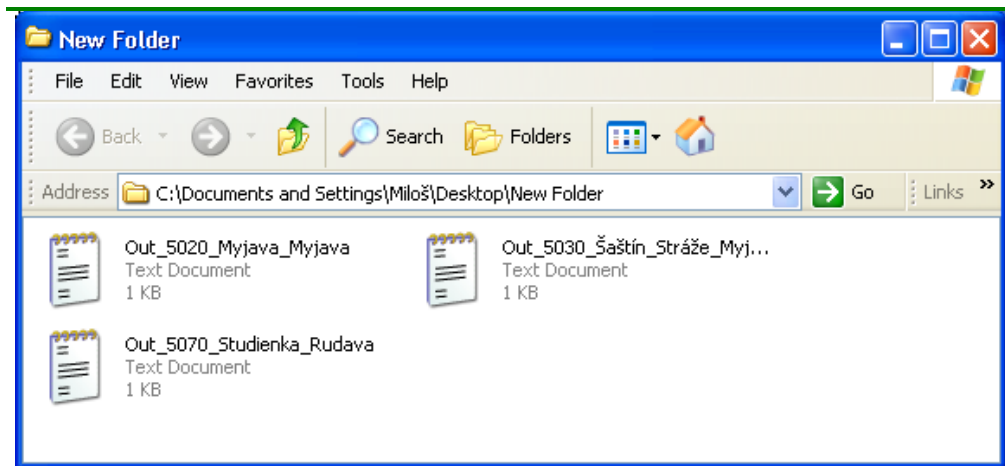 New Folder
File Edit View Favorites Tools Help
Back Search Folders
Address C:\Documents and Settings\Miloš\Desktop\New Folder Go Links »
Out_5020_Myjava_Myjava
Text Document
1 KB
Out_5030_Šaštín_Stráže_Myj...
Text Document
1 KB
Out_5070_Studienka_Rudava
Text Document
1 KB